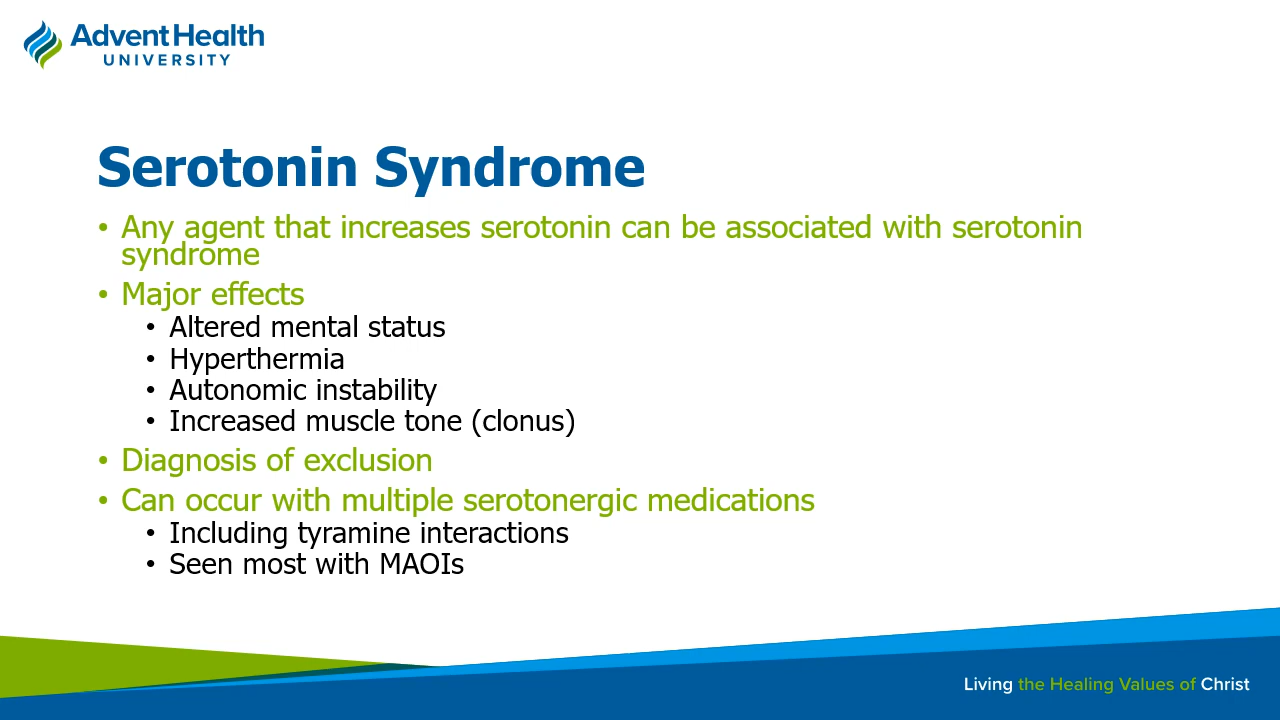 AdventHealth
UNIVERSITY
Serotonin Syndrome
• Any agent that increases serotonin can be associated with serotonin
syndrome
• Major effects
• Altered mental status
• Hyperthermia
• Autonomic instability
• Increased muscle tone (clonus)
• Diagnosis of exclusion
• Can occur with multiple serotonergic medications
• Including tyramine interactions
• Seen most with MAOIs
Living the Healing Values of Christ